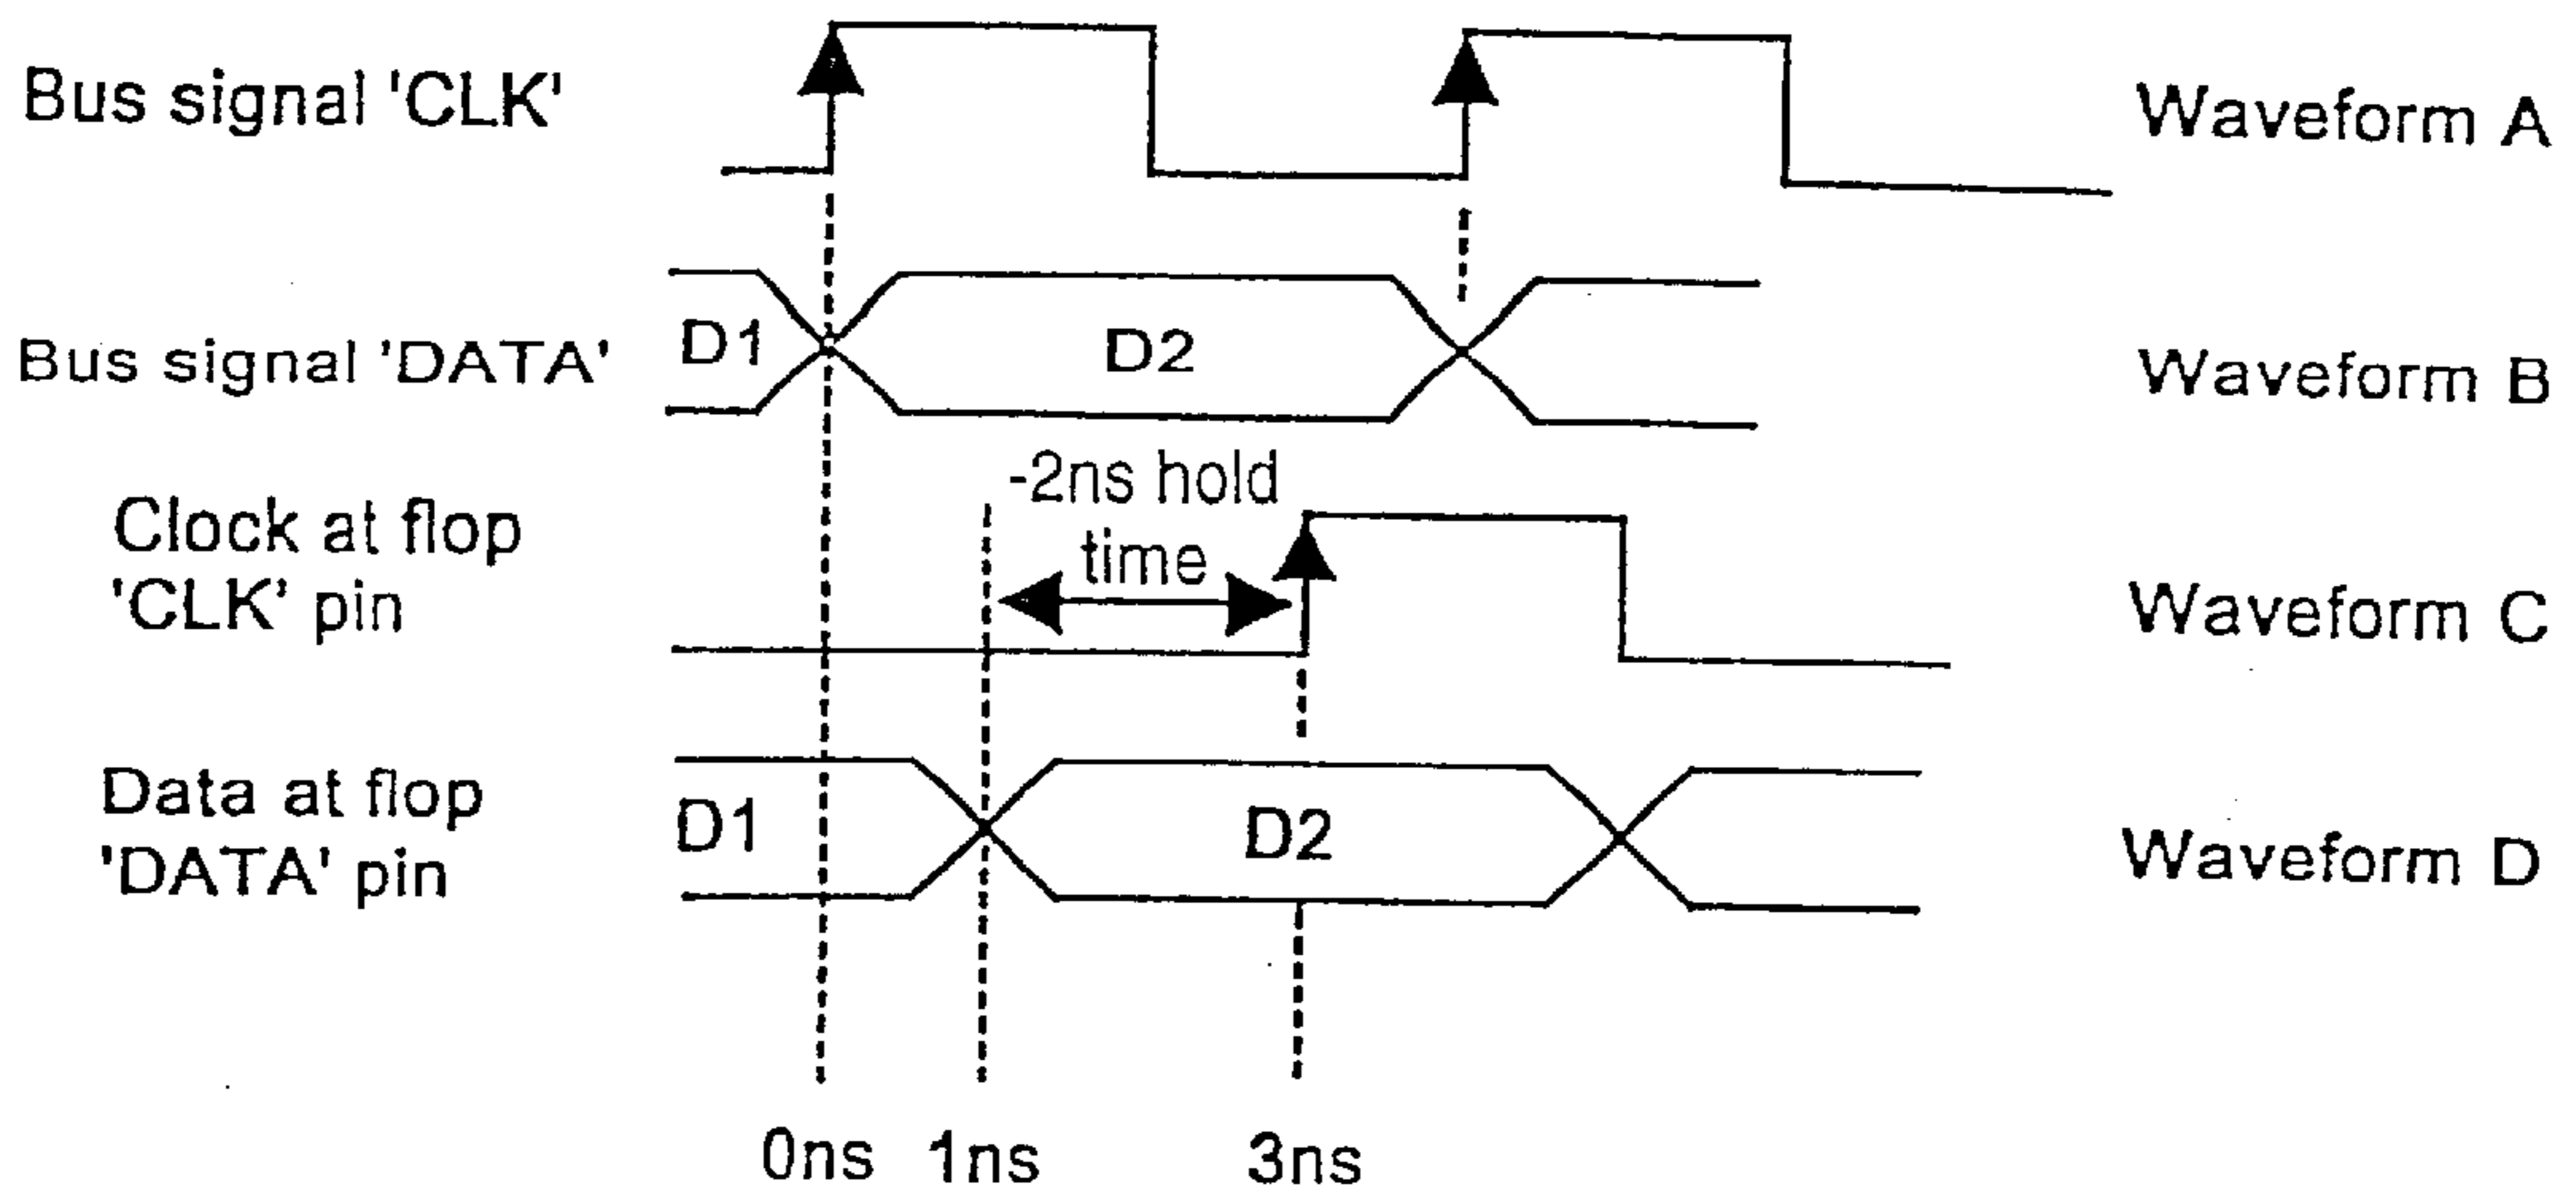 Bus signal 'CLK'
Waveform A
D1
D2
Bus signal 'DATA'
Waveform B
-2ns hold
time
Clock at flop
'CLK' pin
Waveform C
D1
D2
Data at flop
'DATA' pin
Waveform D
0ns
1ns
3ns